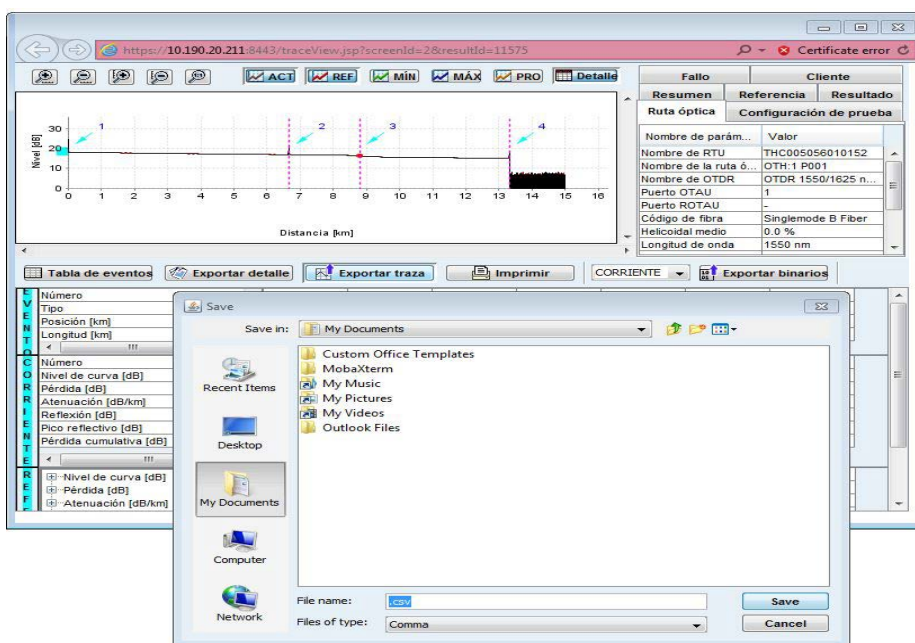 https://10.190.20.211:8443/traceView.jsp?screenId=2&resultId=11575
Certificate error
ACT
REF
MÍN
MÁX
PRO
Detalle
Fallo
Cliente
Resumen
Referencia
Resultado
Ruta óptica
Configuración de prueba
Nombre de parám...
Valor
Nombre de RTU
THC005056010152
Nombre de la ruta ó...
OTH:1 P001
Nombre de OTDR
OTDR 1550/1625 n...
Puerto OTAU
1
Puerto ROTAU
-
Código de fibra
Singlemode B Fiber
Helicoidal medio
0.0 %
Longitud de onda
1550 nm
Nivel [dB]
30
20
10
0
1
2
3
4
0 1 2 3 4 5 6 7 8 9 10 11 12 13 14 15 16
Distancia [km]
Tabla de eventos
Exportar detalle
Exportar traza
Imprimir
CORRIENTE
Exportar binarios
EVENTO
Número
Tipo
Posición [km]
Longitud [km]
CORRIENTE
Número
Nivel de curva [dB]
Pérdida [dB]
Atenuación [dB/km]
Reflexión [dB]
Pico reflectivo [dB]
Pérdida cumulativa [dB]
REF
Nivel de curva [dB]
Pérdida [dB]
Atenuación [dB/km]
Save
Save in:
My Documents
Recent Items
Desktop
My Documents
Computer
Network
Custom Office Templates
MobaXterm
My Music
My Pictures
My Videos
Outlook Files
File name:
.csv
Save
Files of type:
Comma
Cancel